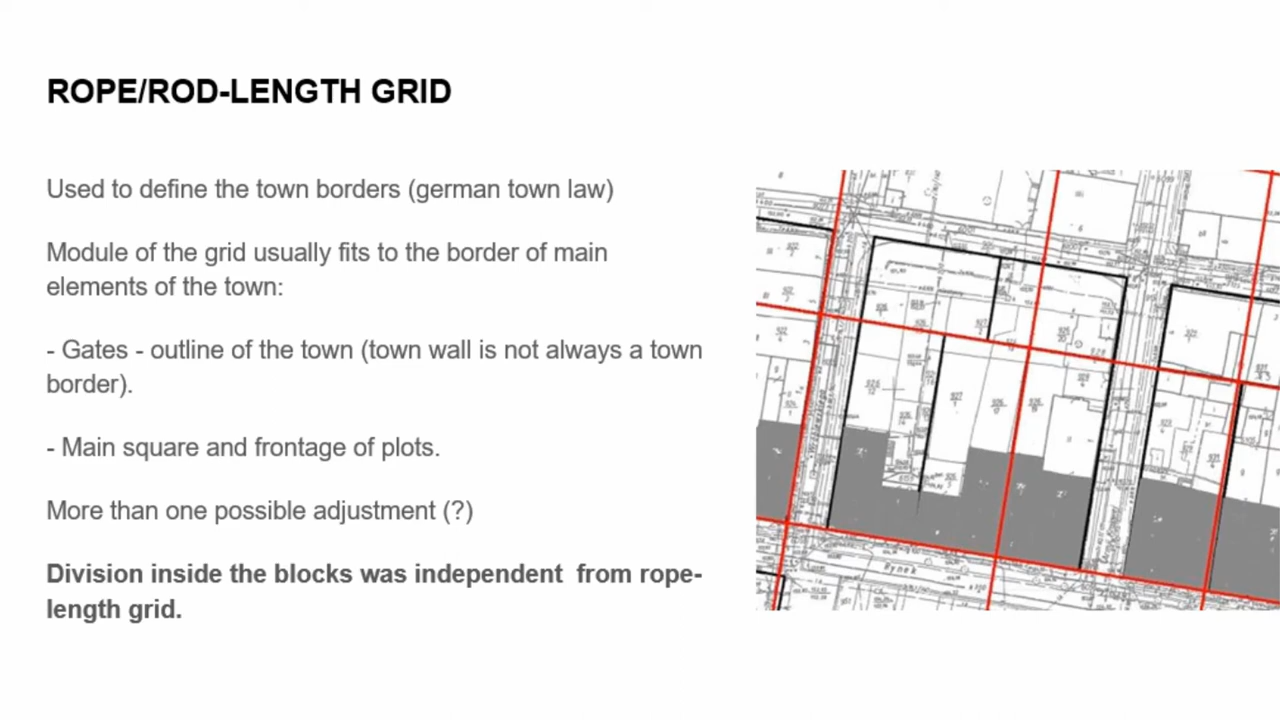 ROPE/ROD-LENGTH GRID
Used to define the town borders (german town law)
Module of the grid usually fits to the border of main
elements of the town:
- Gates - outline of the town (town wall is not always a town
border).
- Main square and frontage of plots.
More than one possible adjustment (?)
Division inside the blocks was independent  from rope-
length grid.
Rynek